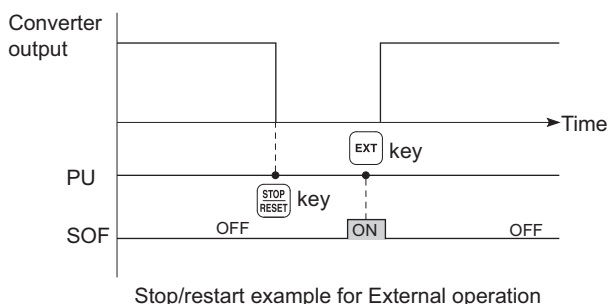 Converter
output
Time
EXT key
PU
STOP
RESET key
SOF OFF ON OFF
Stop/restart example for External operation